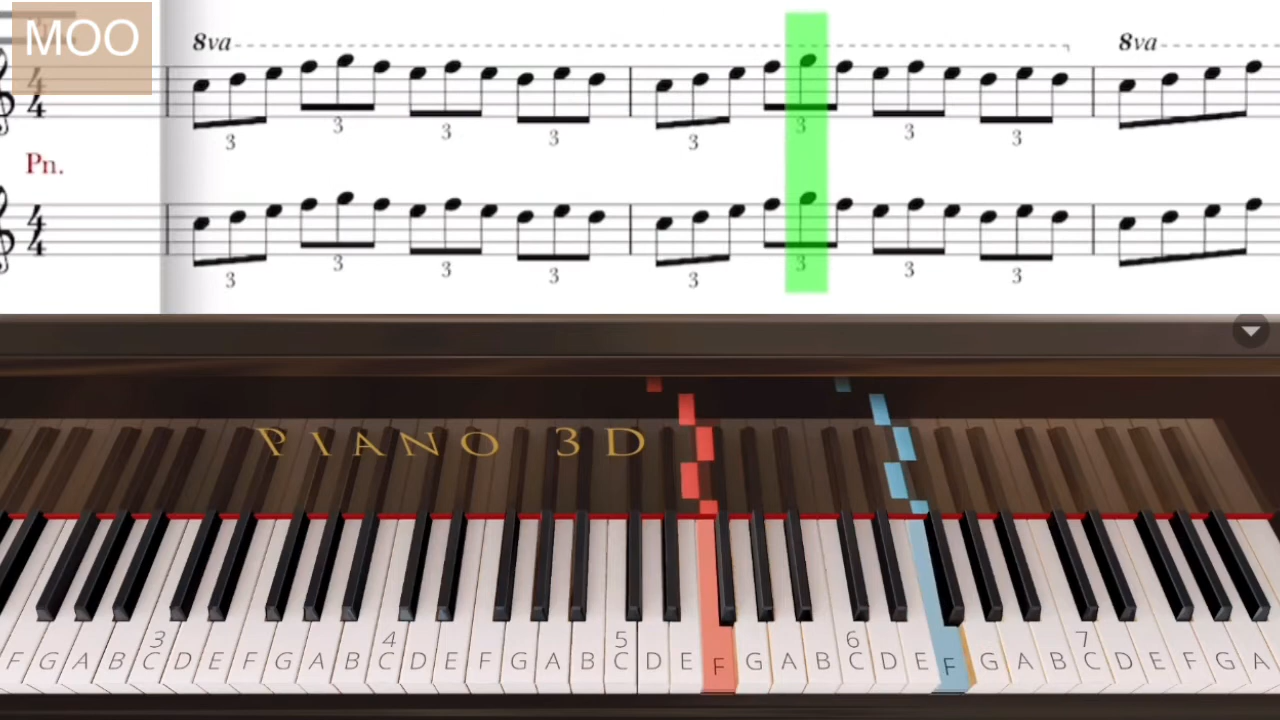 MOO
8va 8va
4 4
3 3 3 3 3 3 3 3
Pn.
4 4
3 3 3 3 3 3 3 3
PIANO 3D
3 4 5 6 7
F G A B C D E F G A B C D E F G A B C D E F G A B C D E F G A B C D E F G A